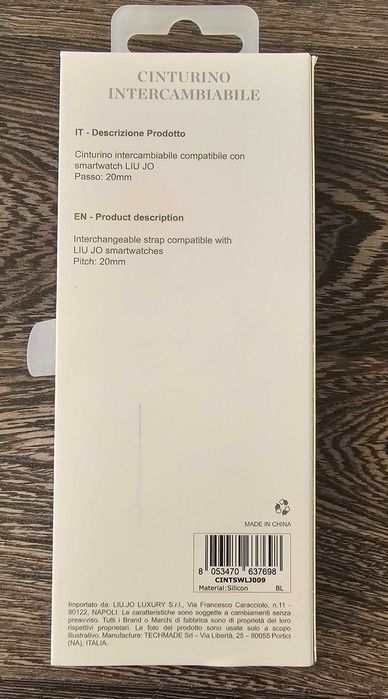 CINTURINO
INTERCAMBIABILE
IT - Descrizione Prodotto
Cinturino intercambiabile compatibile con
smartwatch LIU JO
Passo: 20mm
EN - Product description
Interchangeable strap compatible with
LIU JO smartwatches
Pitch: 20mm
MADE IN CHINA
8 053470 637698
CINTSWLJ009
Material:Silicon BL
Importato da: LIU.JO LUXURY S.r.l., Via Francesco Caracciolo, n.11 -
80122, NAPOLI. Le caratteristiche sono soggette a cambiamenti senza
preavviso. Tutti i Brand o Marchi di fabbrica sono di proprietà dei loro
rispettivi proprietari. Le foto del prodotto sono usate solo a scopo
illustrativo. Manufacture: TECHMADE Srl – Via Libertà, 25 – 80055 Portici
(NA), ITALIA.